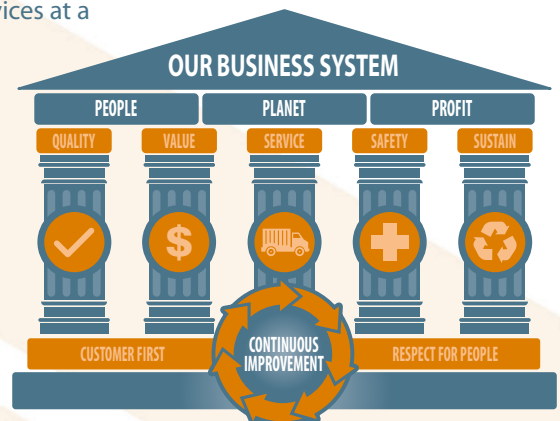 vices at a
OUR BUSINESS SYSTEM
PEOPLE PLANET PROFIT
QUALITY VALUE SERVICE SAFETY SUSTAIN
$
CUSTOMER FIRST
CONTINUOUS
IMPROVEMENT
RESPECT FOR PEOPLE